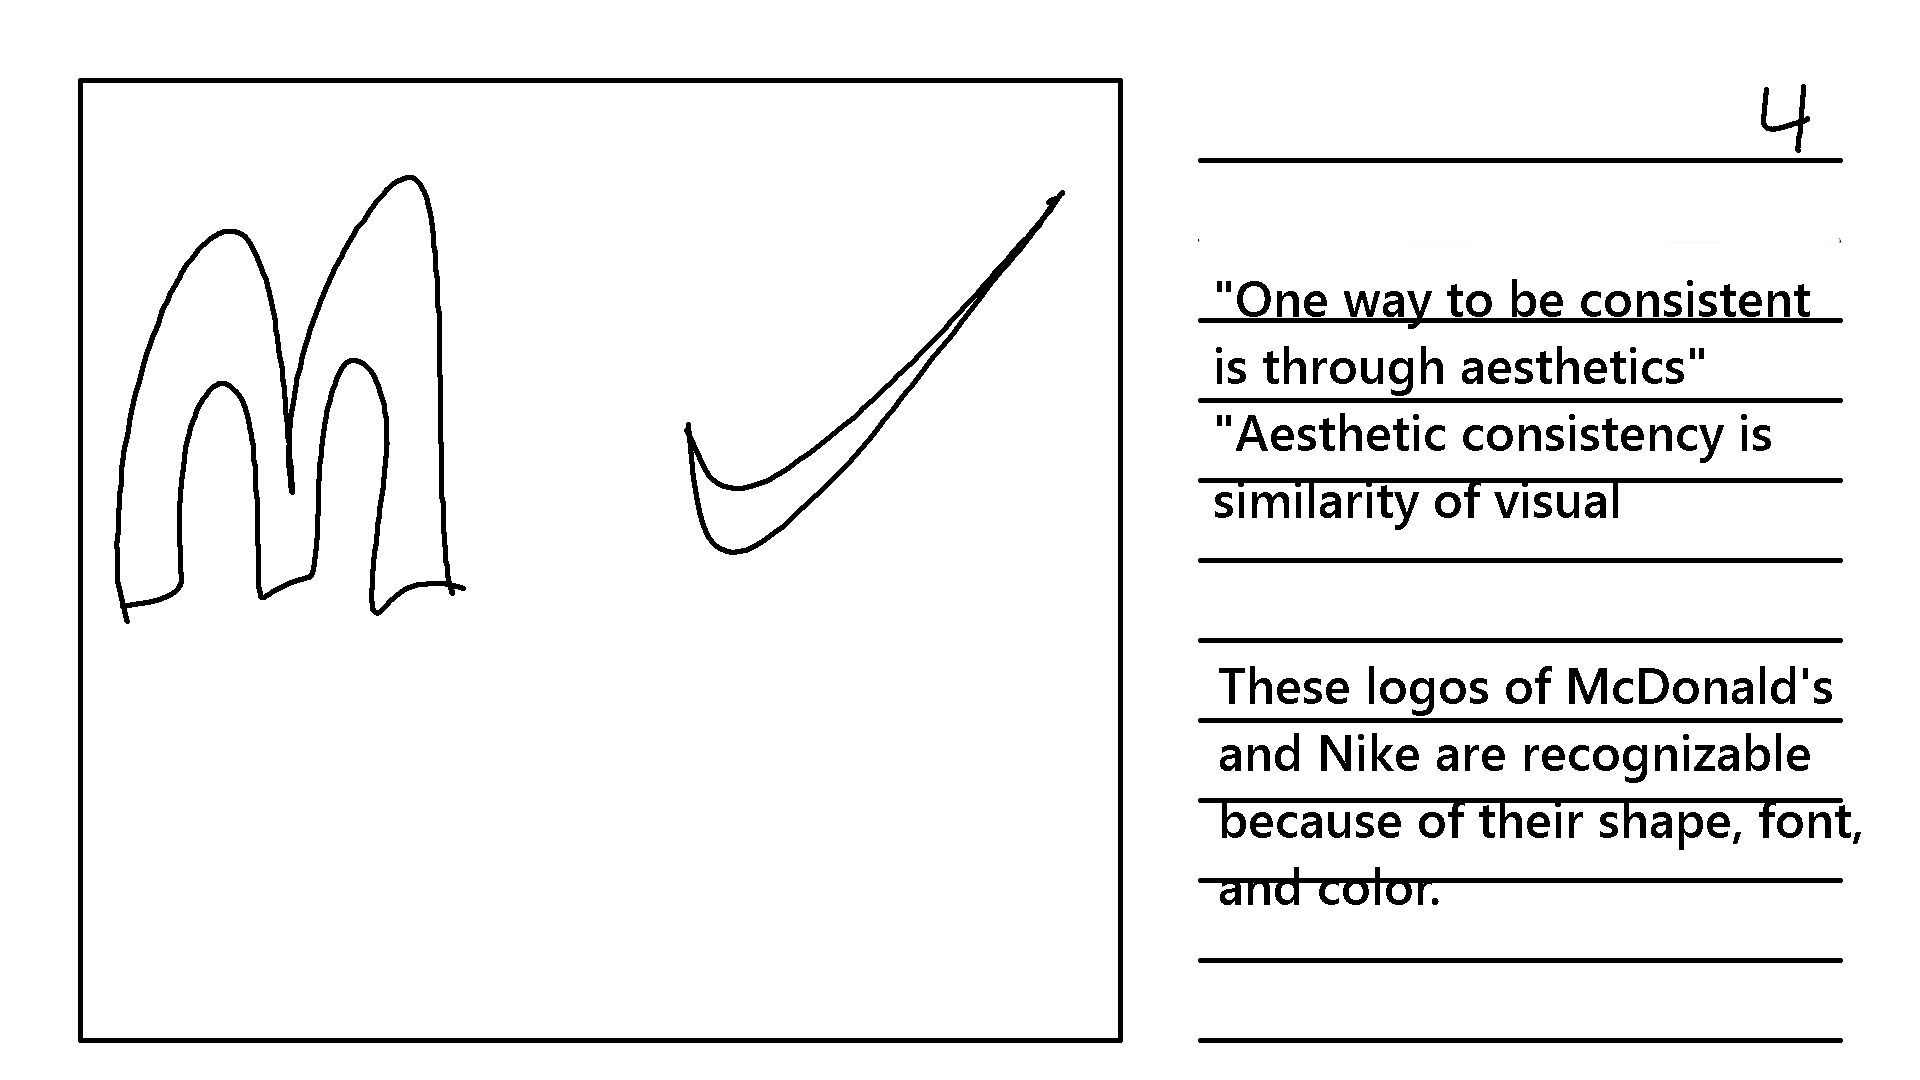 4
"One way to be consistent
is through aesthetics"
"Aesthetic consistency is
similarity of visual
These logos of McDonald's
and Nike are recognizable
because of their shape, font,
and color.